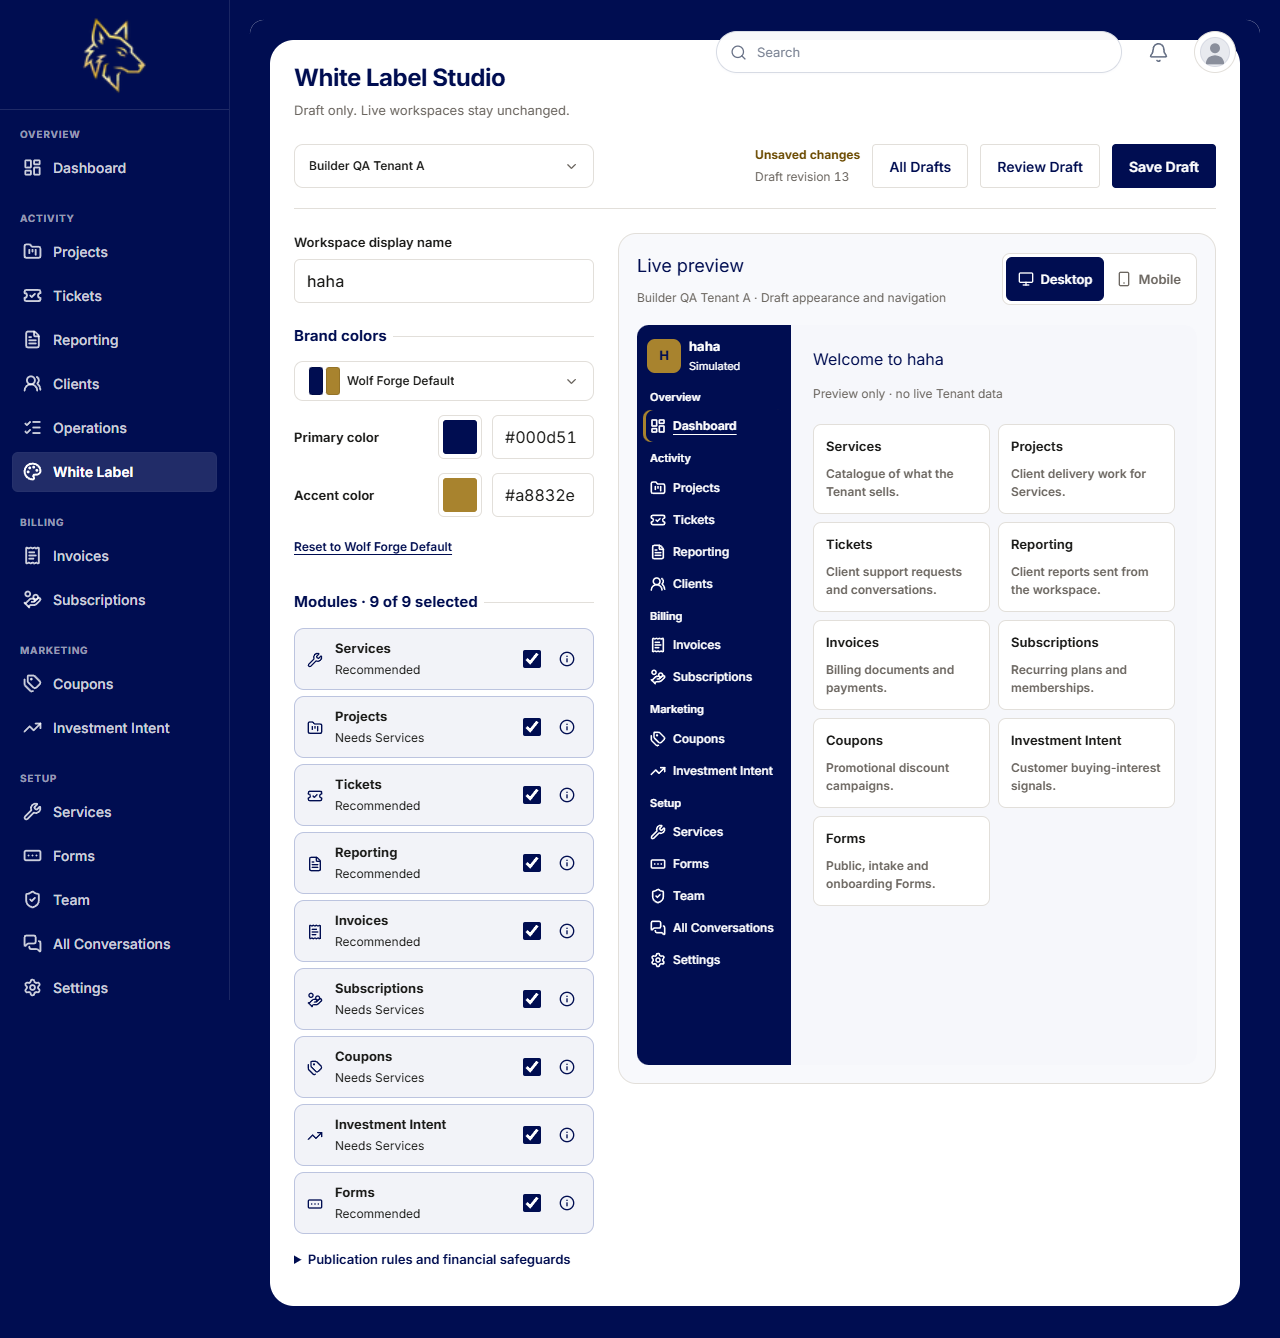 OVERVIEW
Dashboard
ACTIVITY
Projects
Tickets
Reporting
Clients
Operations
White Label
BILLING
Invoices
Subscriptions
MARKETING
Coupons
Investment Intent
SETUP
Services
Forms
Team
All Conversations
Settings
Search
White Label Studio
Draft only. Live workspaces stay unchanged.
Builder QA Tenant A
Unsaved changes
Draft revision 13
All Drafts
Review Draft
Save Draft
Workspace display name
haha
Brand colors
Wolf Forge Default
Primary color
#000d51
Accent color
#a8832e
Reset to Wolf Forge Default
Modules · 9 of 9 selected
Services
Recommended
Projects
Needs Services
Tickets
Recommended
Reporting
Recommended
Invoices
Recommended
Subscriptions
Needs Services
Coupons
Needs Services
Investment Intent
Needs Services
Forms
Recommended
Publication rules and financial safeguards
Live preview
Builder QA Tenant A · Draft appearance and navigation
Desktop
Mobile
H
haha
Simulated
Overview
Dashboard
Activity
Projects
Tickets
Reporting
Clients
Billing
Invoices
Subscriptions
Marketing
Coupons
Investment Intent
Setup
Services
Forms
Team
All Conversations
Settings
Welcome to haha
Preview only · no live Tenant data
Services
Catalogue of what the
Tenant sells.
Projects
Client delivery work for
Services.
Tickets
Client support requests
and conversations.
Reporting
Client reports sent from
the workspace.
Invoices
Billing documents and
payments.
Subscriptions
Recurring plans and
memberships.
Coupons
Promotional discount
campaigns.
Investment Intent
Customer buying-interest
signals.
Forms
Public, intake and
onboarding Forms.